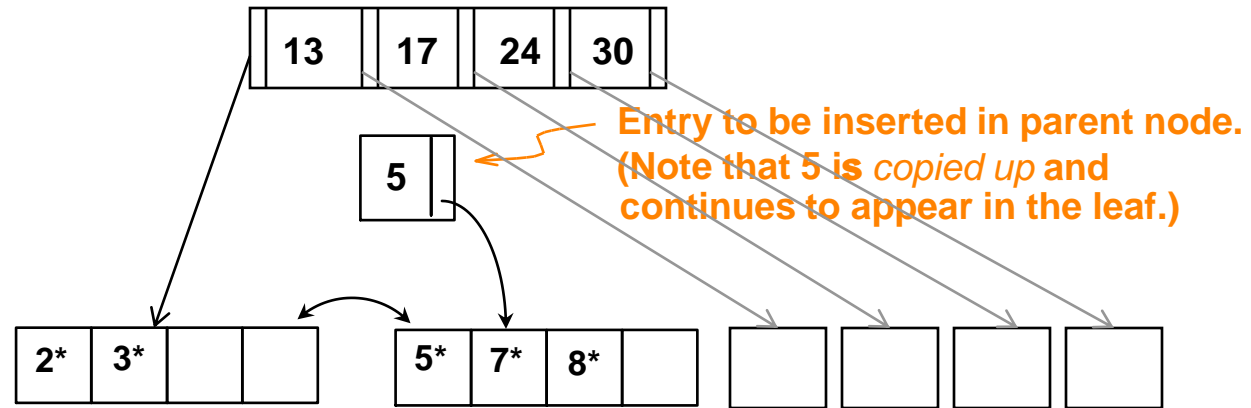 13 17 24 30
Entry to be inserted in parent node.
5
(Note that 5 is copied up and
continues to appear in the leaf.)
2* 3*
5* 7* 8*